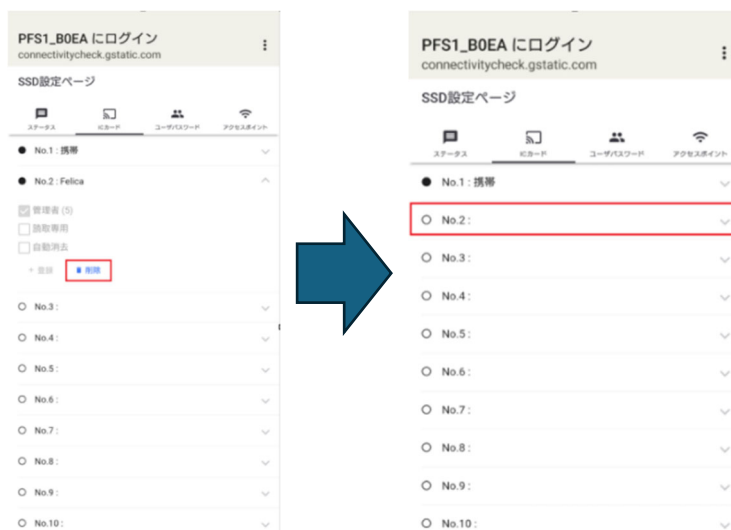 PFS1_B0EA にログイン
connectivitycheck.gstatic.com
SSD設定ページ
ステータス ICカード ユーザパスワード アクセスポイント
No.1 : 携帯
No.2 : Felica
管理者 (5)
読取専用
自動消去
+ 登録 削除
No.3 :
No.4 :
No.5 :
No.6 :
No.7 :
No.8 :
No.9 :
No.10 :
PFS1_B0EA にログイン
connectivitycheck.gstatic.com
SSD設定ページ
ステータス ICカード ユーザパスワード アクセスポイント
No.1 : 携帯
No.2 :
No.3 :
No.4 :
No.5 :
No.6 :
No.7 :
No.8 :
No.9 :
No.10 :